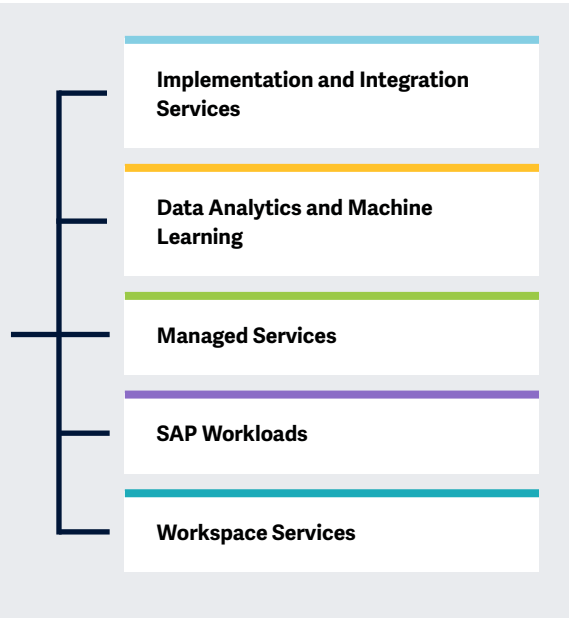 Implementation and Integration
Services
Data Analytics and Machine
Learning
Managed Services
SAP Workloads
Workspace Services